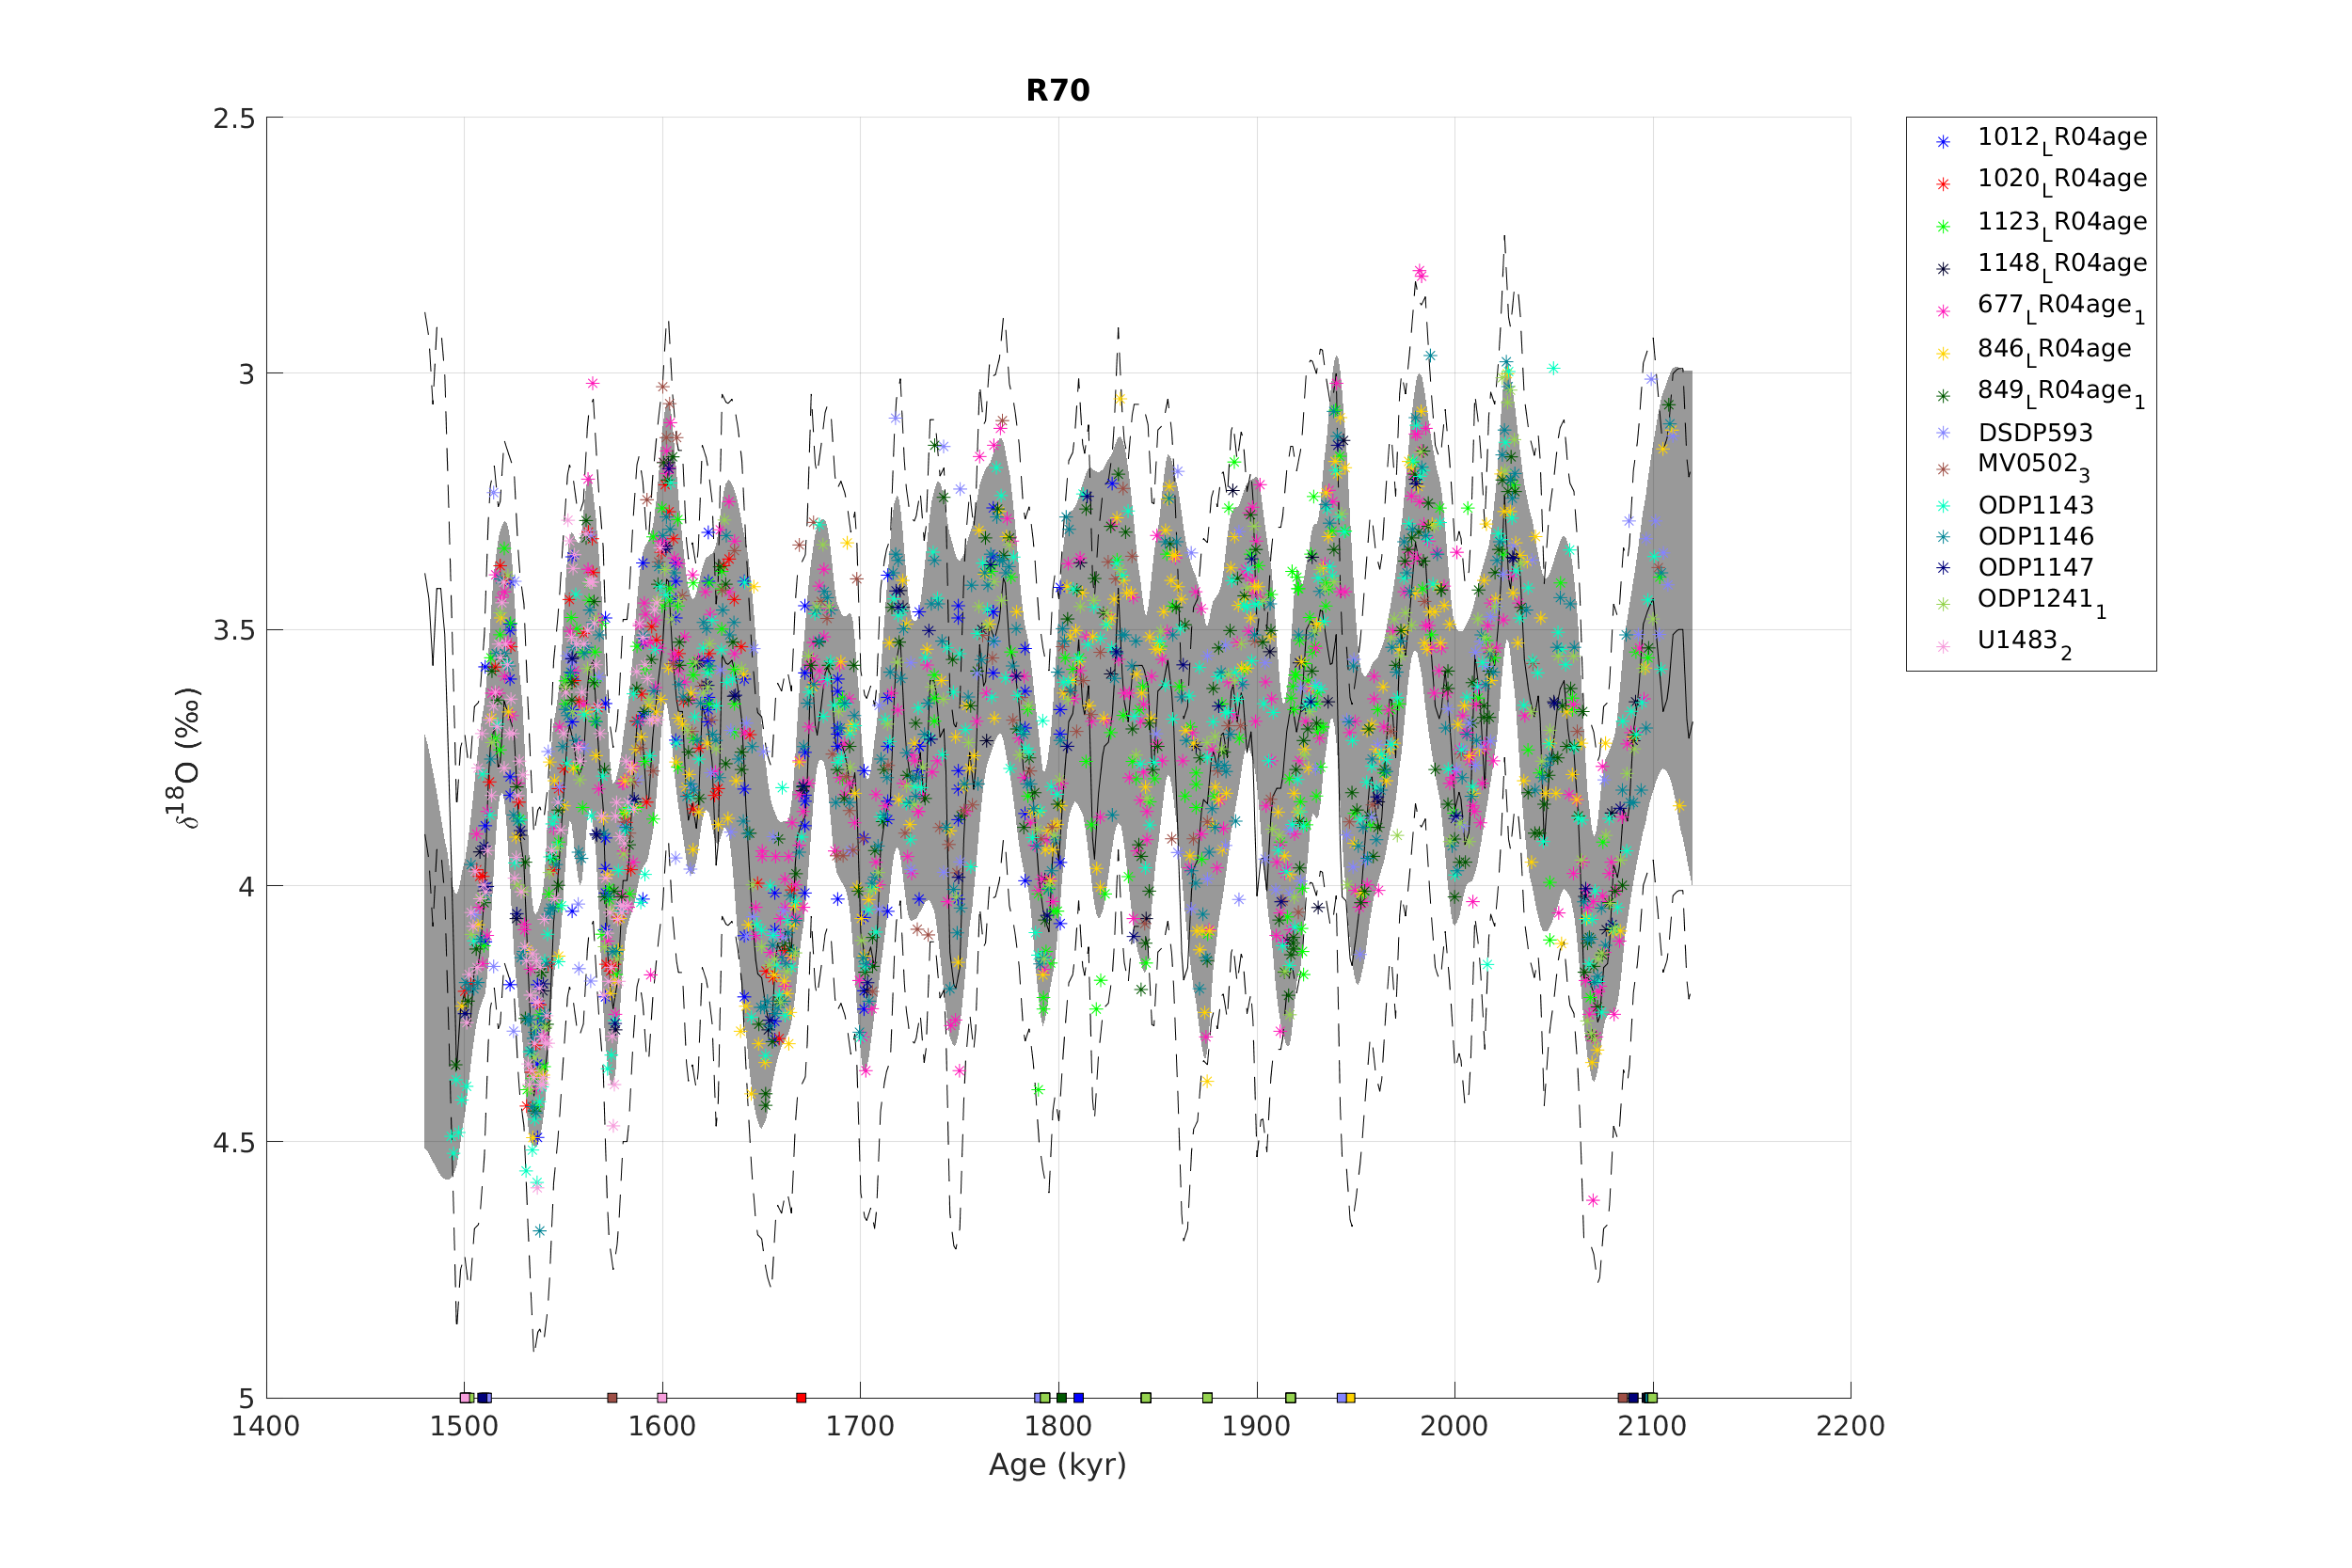 R70
2.5
3
3.5
4
4.5
5
δ18O (‰)
1400 1500 1600 1700 1800 1900 2000 2100 2200
Age (kyr)
1012LR04age
1020LR04age
1123LR04age
1148LR04age
677LR04age1
846LR04age
849LR04age1
DSDP593
MV05023
ODP1143
ODP1146
ODP1147
ODP12411
U14832